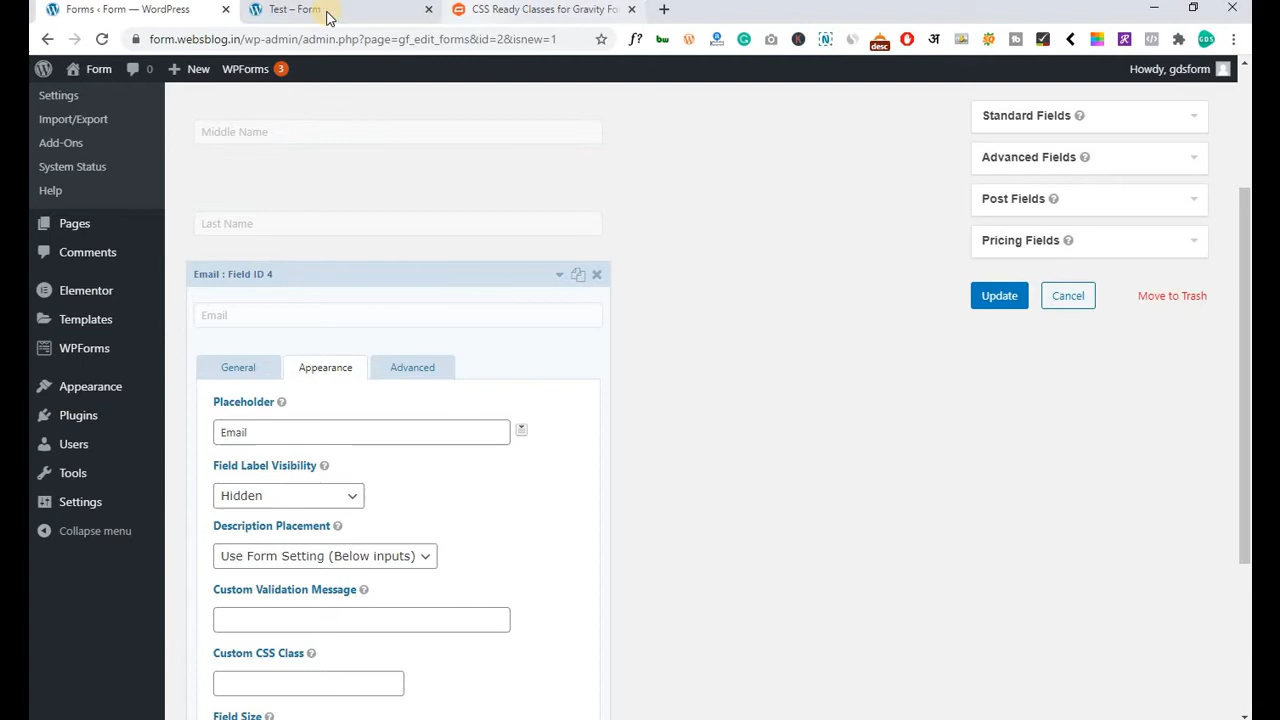 Forms ‹ Form — WordPress
Test – Form
CSS Ready Classes for Gravity Fo
form.websblog.in/wp-admin/admin.php?page=gf_edit_forms&id=2&isnew=1
Form
0
New
WPForms 3
Howdy, gdsform
Settings
Import/Export
Add-Ons
System Status
Help
Pages
Comments
Elementor
Templates
WPForms
Appearance
Plugins
Users
Tools
Settings
Collapse menu
Middle Name
Last Name
Email : Field ID 4
Email
General
Appearance
Advanced
Placeholder
Email
Field Label Visibility
Hidden
Description Placement
Use Form Setting (Below inputs)
Custom Validation Message
Custom CSS Class
Field Size
Standard Fields
Advanced Fields
Post Fields
Pricing Fields
Update
Cancel
Move to Trash